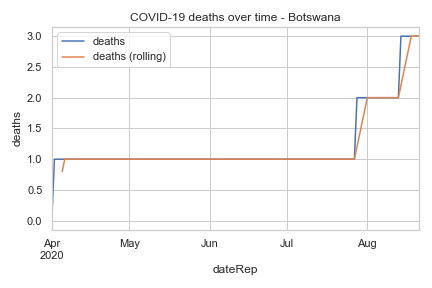 COVID-19 deaths over time - Botswana
deaths
deaths (rolling)
3.0
2.5
2.0
1.5
1.0
0.5
0.0
deaths
Apr
2020
May
Jun
Jul
Aug
dateRep